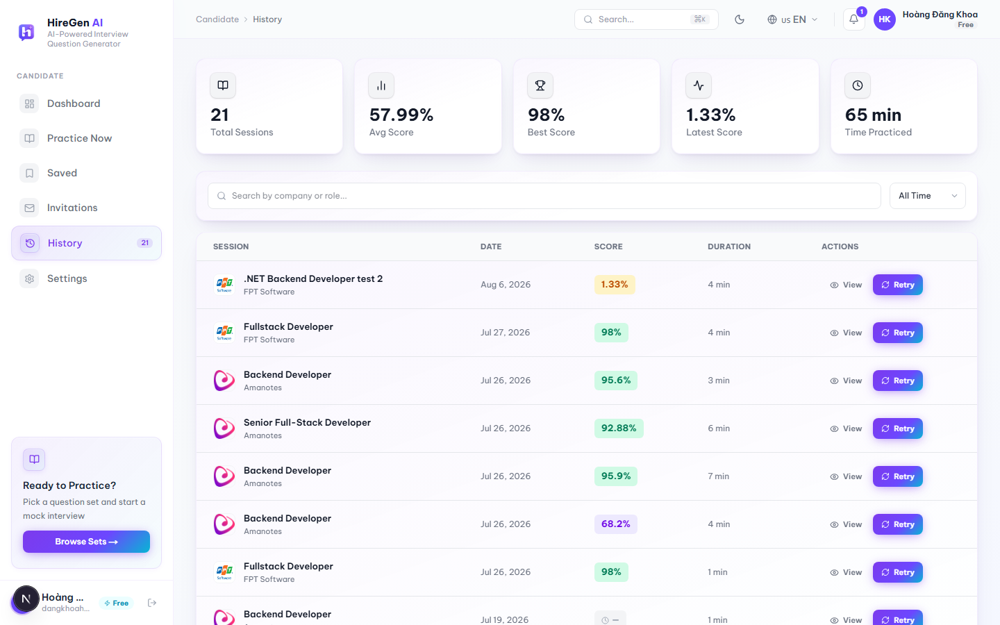 HireGen AI
AI-Powered Interview
Question Generator
CANDIDATE
Dashboard
Practice Now
Saved
Invitations
History
21
Settings
Ready to Practice?
Pick a question set and start a
mock interview
Browse Sets →
N
Hoàng ...
dangkhoah...
Free
Candidate > History
Search...
⌘K
US EN
1
HK
Hoàng Đăng Khoa
Free
21
Total Sessions
57.99%
Avg Score
98%
Best Score
1.33%
Latest Score
65 min
Time Practiced
Search by company or role...
All Time
SESSION DATE SCORE DURATION ACTIONS
.NET Backend Developer test 2
FPT Software
Aug 6, 2026 1.33% 4 min View Retry
Fullstack Developer
FPT Software
Jul 27, 2026 98% 4 min View Retry
Backend Developer
Amanotes
Jul 26, 2026 95.6% 3 min View Retry
Senior Full-Stack Developer
Amanotes
Jul 26, 2026 92.88% 6 min View Retry
Backend Developer
Amanotes
Jul 26, 2026 95.9% 7 min View Retry
Backend Developer
Amanotes
Jul 26, 2026 68.2% 4 min View Retry
Fullstack Developer
FPT Software
Jul 26, 2026 98% 1 min View Retry
Backend Developer
Jul 19, 2026 — 1 min View Retry